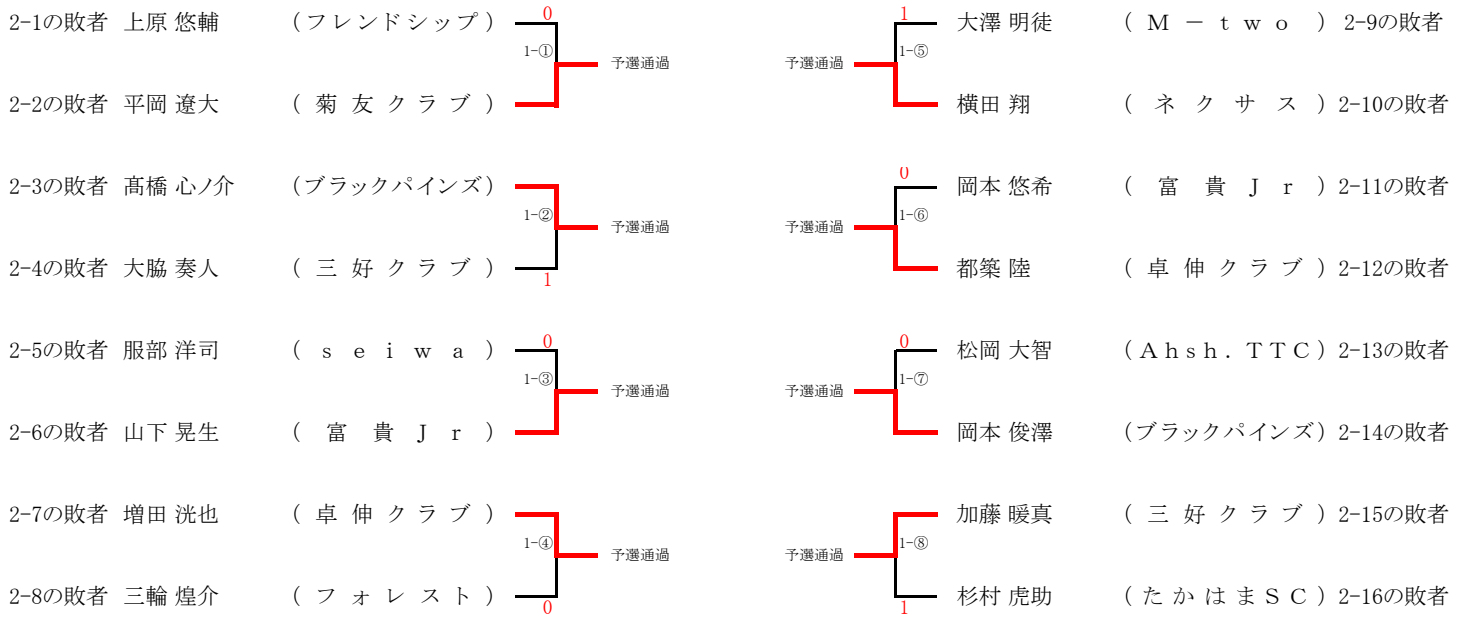 0
1
2-1の敗者 上原 悠輔 (フレンドシップ)
大澤 明徒 (M－two) 2-9の敗者
1-①
1-⑤
予選通過
予選通過
2-2の敗者 平岡 遼大 (菊友クラブ)
横田 翔 (ネクサス) 2-10の敗者
0
2-3の敗者 髙橋 心ノ介 (ブラックパインズ)
岡本 悠希 (富貴Jr) 2-11の敗者
1-②
1-⑥
予選通過
予選通過
2-4の敗者 大脇 奏人 (三好クラブ)
都築 陸 (卓伸クラブ) 2-12の敗者
1
0
0
2-5の敗者 服部 洋司 (seiwa)
松岡 大智 (Ahsh．TTC) 2-13の敗者
1-③
1-⑦
予選通過
予選通過
2-6の敗者 山下 晃生 (富貴Jr)
岡本 俊澤 (ブラックパインズ) 2-14の敗者
2-7の敗者 増田 洸也 (卓伸クラブ)
加藤 暖真 (三好クラブ) 2-15の敗者
1-④
1-⑧
予選通過
予選通過
2-8の敗者 三輪 煌介 (フォレスト)
杉村 虎助 (たかはまSC) 2-16の敗者
0
1